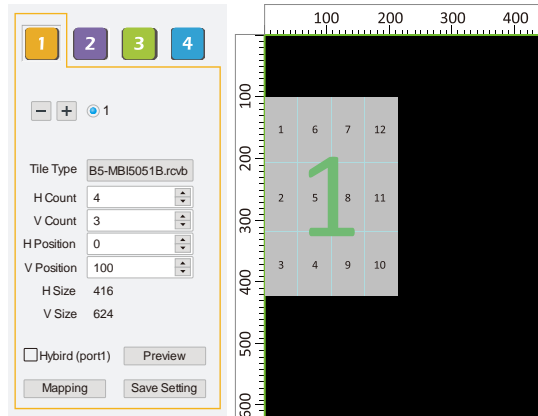 1 2 3 4
− + 1
Tile Type B5-MBI5051B.rcvb
H Count 4
V Count 3
H Position 0
V Position 100
H Size 416
V Size 624
Hybird (port1) Preview
Mapping Save Setting
100 200 300 400
100
200
300
400
500
600
1 6 7 12
2 5 8 11
3 4 9 10
1